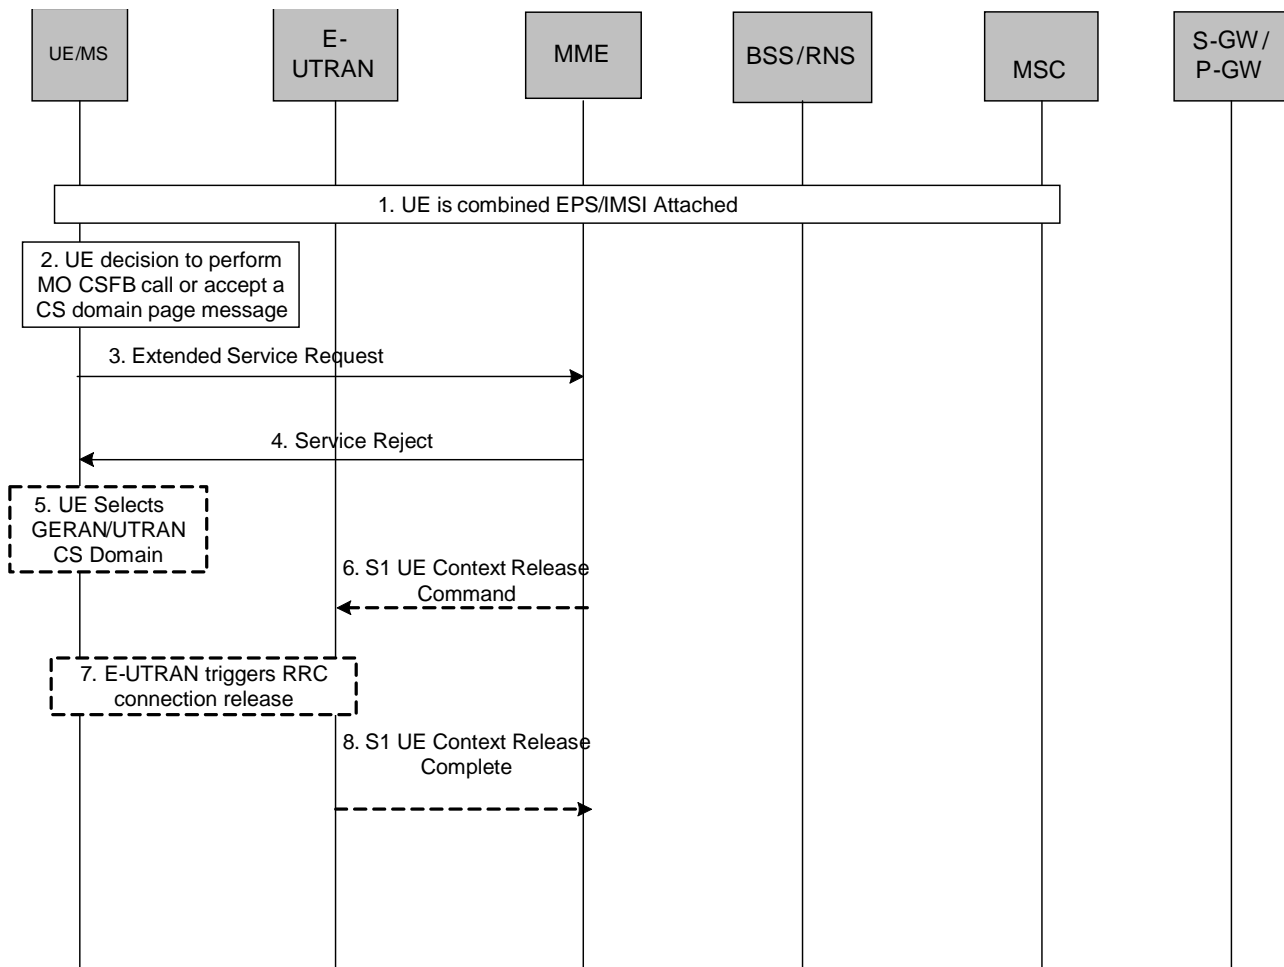 UE/MS
E-
UTRAN
MME
BSS/RNS
MSC
S-GW/
P-GW
1. UE is combined EPS/IMSI Attached
2. UE decision to perform
MO CSFB call or accept a
CS domain page message
3. Extended Service Request
4. Service Reject
5. UE Selects
GERAN/UTRAN
CS Domain
6. S1 UE Context Release
Command
7. E-UTRAN triggers RRC
connection release
8. S1 UE Context Release
Complete